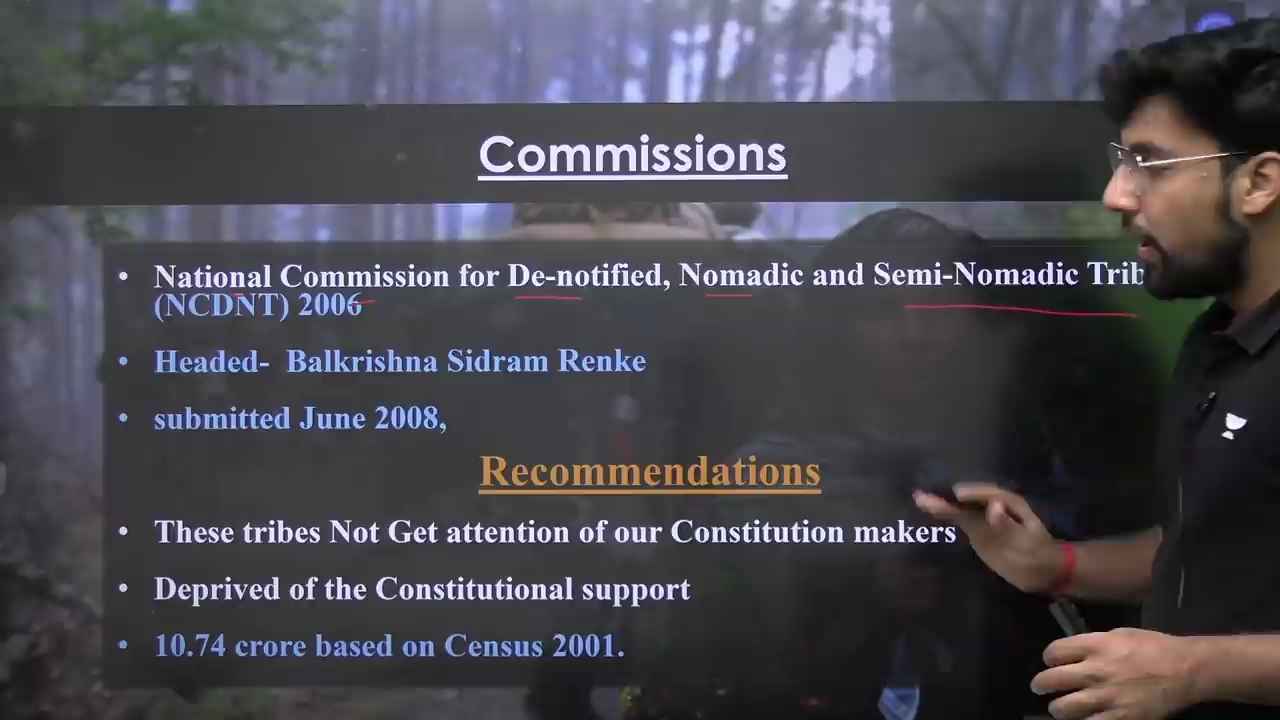 Commissions
• National Commission for De-notified, Nomadic and Semi-Nomadic Trib
(NCDNT) 2006
• Headed- Balkrishna Sidram Renke
• submitted June 2008,
Recommendations
• These tribes Not Get attention of our Constitution makers
• Deprived of the Constitutional support
• 10.74 crore based on Census 2001.